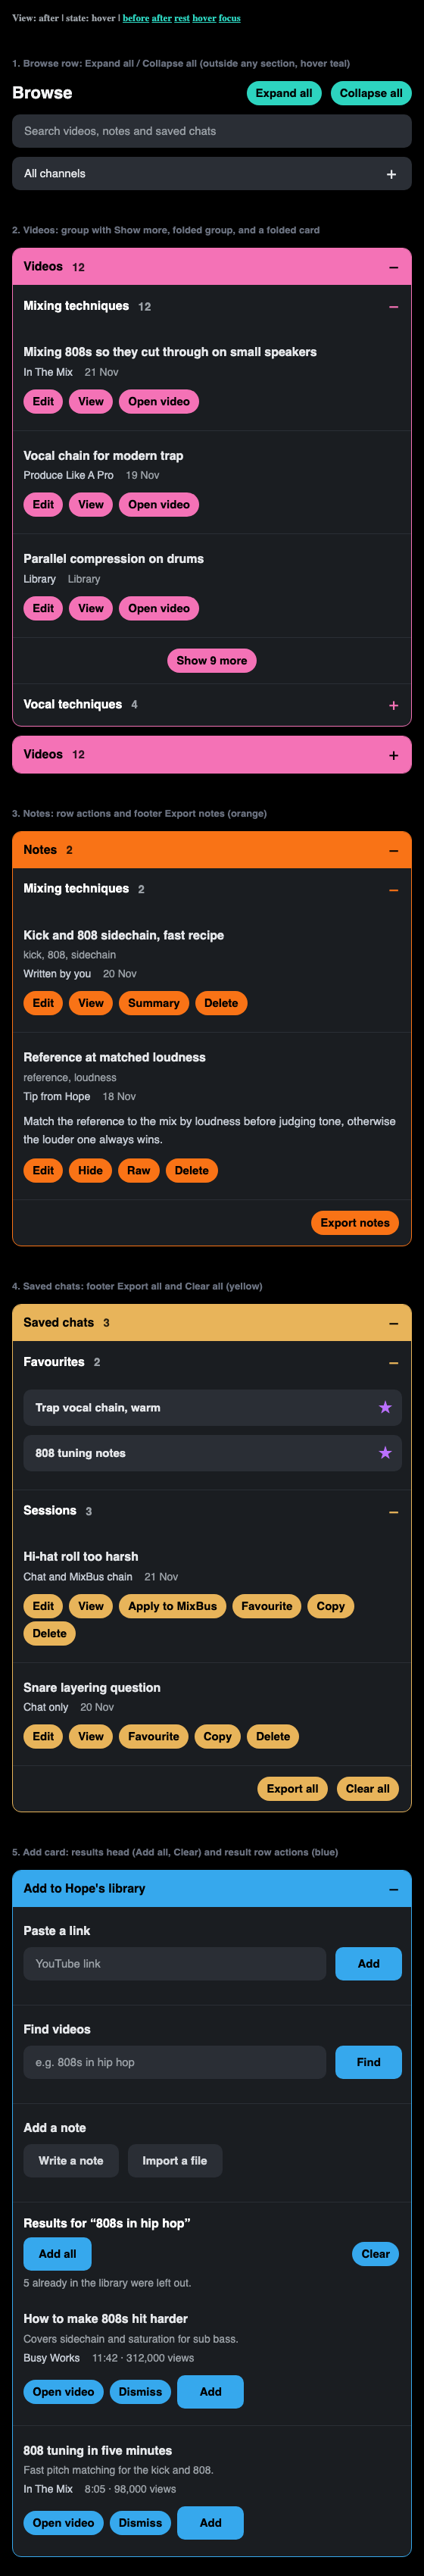 View: after | state: hover | before after rest hover focus
1. Browse row: Expand all / Collapse all (outside any section, hover teal)
Browse
Expand all
Collapse all
Search videos, notes and saved chats
All channels
2. Videos: group with Show more, folded group, and a folded card
Videos 12
Mixing techniques 12
Mixing 808s so they cut through on small speakers
In The Mix 21 Nov
Edit View Open video
Vocal chain for modern trap
Produce Like A Pro 19 Nov
Edit View Open video
Parallel compression on drums
Library Library
Edit View Open video
Show 9 more
Vocal techniques 4
Videos 12
3. Notes: row actions and footer Export notes (orange)
Notes 2
Mixing techniques 2
Kick and 808 sidechain, fast recipe
kick, 808, sidechain
Written by you 20 Nov
Edit View Summary Delete
Reference at matched loudness
reference, loudness
Tip from Hope 18 Nov
Match the reference to the mix by loudness before judging tone, otherwise
the louder one always wins.
Edit Hide Raw Delete
Export notes
4. Saved chats: footer Export all and Clear all (yellow)
Saved chats 3
Favourites 2
Trap vocal chain, warm
808 tuning notes
Sessions 3
Hi-hat roll too harsh
Chat and MixBus chain 21 Nov
Edit View Apply to MixBus Favourite Copy
Delete
Snare layering question
Chat only 20 Nov
Edit View Favourite Copy Delete
Export all Clear all
5. Add card: results head (Add all, Clear) and result row actions (blue)
Add to Hope's library
Paste a link
YouTube link
Add
Find videos
e.g. 808s in hip hop
Find
Add a note
Write a note Import a file
Results for “808s in hip hop”
Add all
Clear
5 already in the library were left out.
How to make 808s hit harder
Covers sidechain and saturation for sub bass.
Busy Works 11:42 · 312,000 views
Open video Dismiss Add
808 tuning in five minutes
Fast pitch matching for the kick and 808.
In The Mix 8:05 · 98,000 views
Open video Dismiss Add